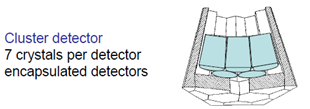 Cluster detector
7 crystals per detector
encapsulated detectors